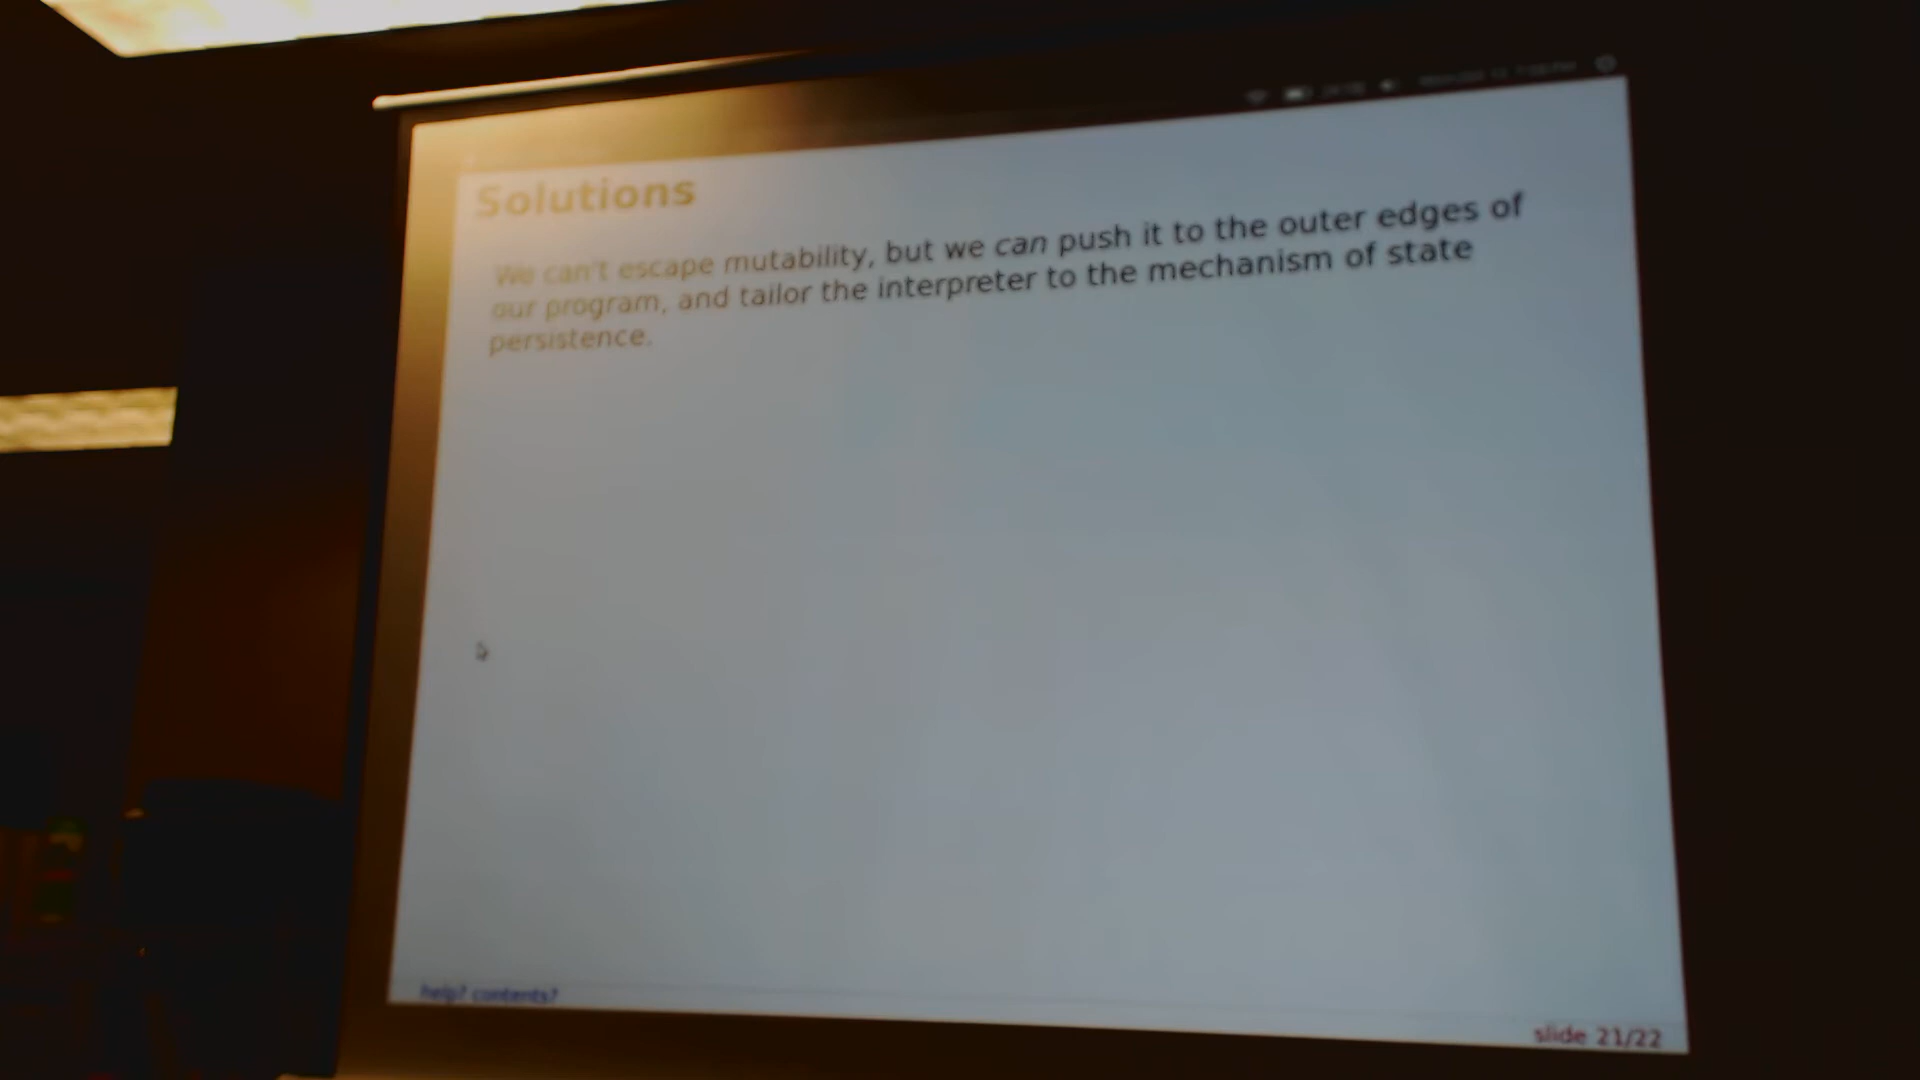 Solutions
We can't escape mutability, but we can push it to the outer edges of
our program, and tailor the interpreter to the mechanism of state
persistence.
help? contents?
slide 21/22